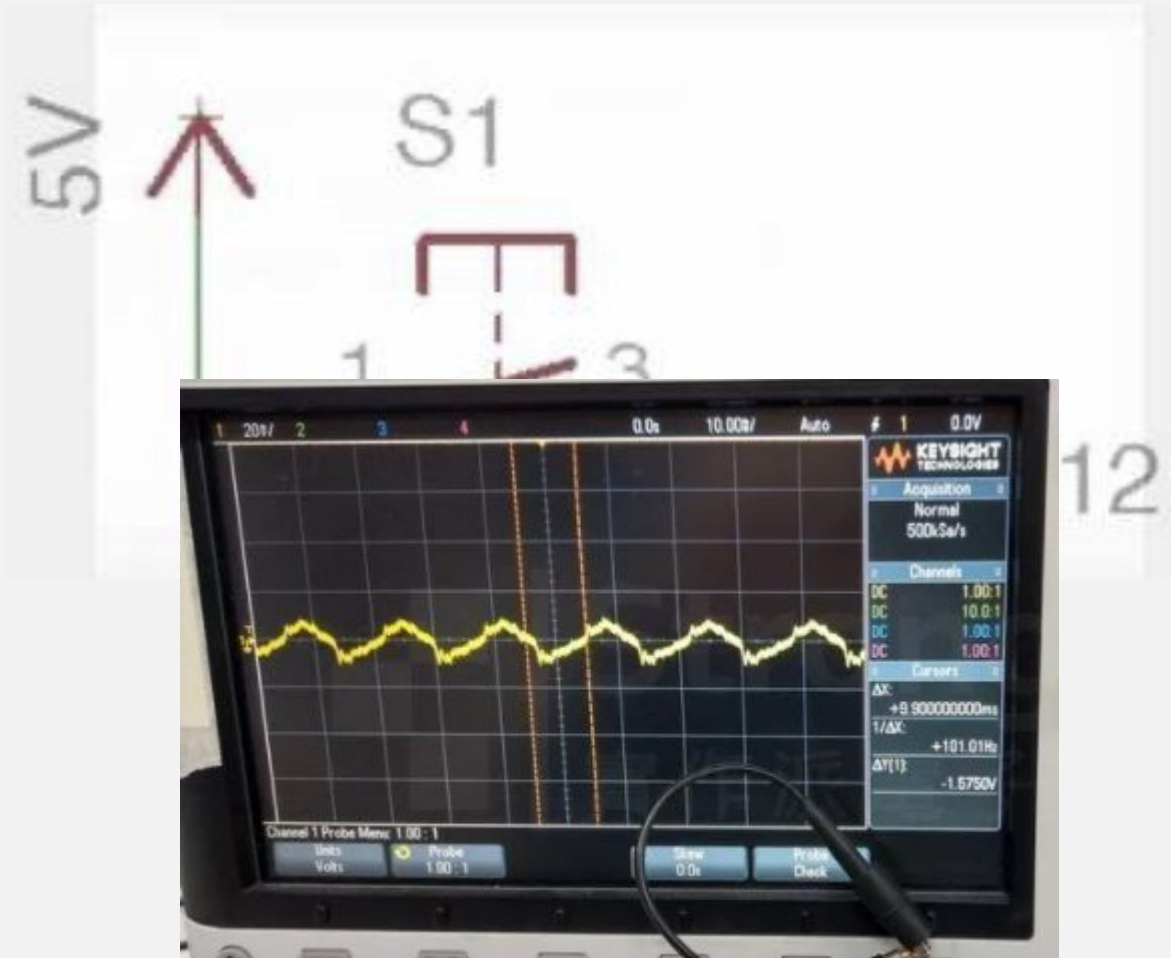 5V
S1
1 3
12
1 20V/ 2 3 4 0.0s 10.00s/ Auto 1 0.0V
KEYSIGHT
TECHNOLOGIES
Acquisition
Normal
500kSa/s
Channels
DC 1.00:1
DC 10.0:1
DC 1.00:1
DC 1.00:1
Cursors
ΔX:
+9.900000000ms
1/ΔX:
+101.01Hz
ΔY(1):
-1.5750V
Channel 1 Probe Menu: 1.00 : 1
Units
Volts
Probe
1.00 : 1
Skew
0.0s
Probe
Check